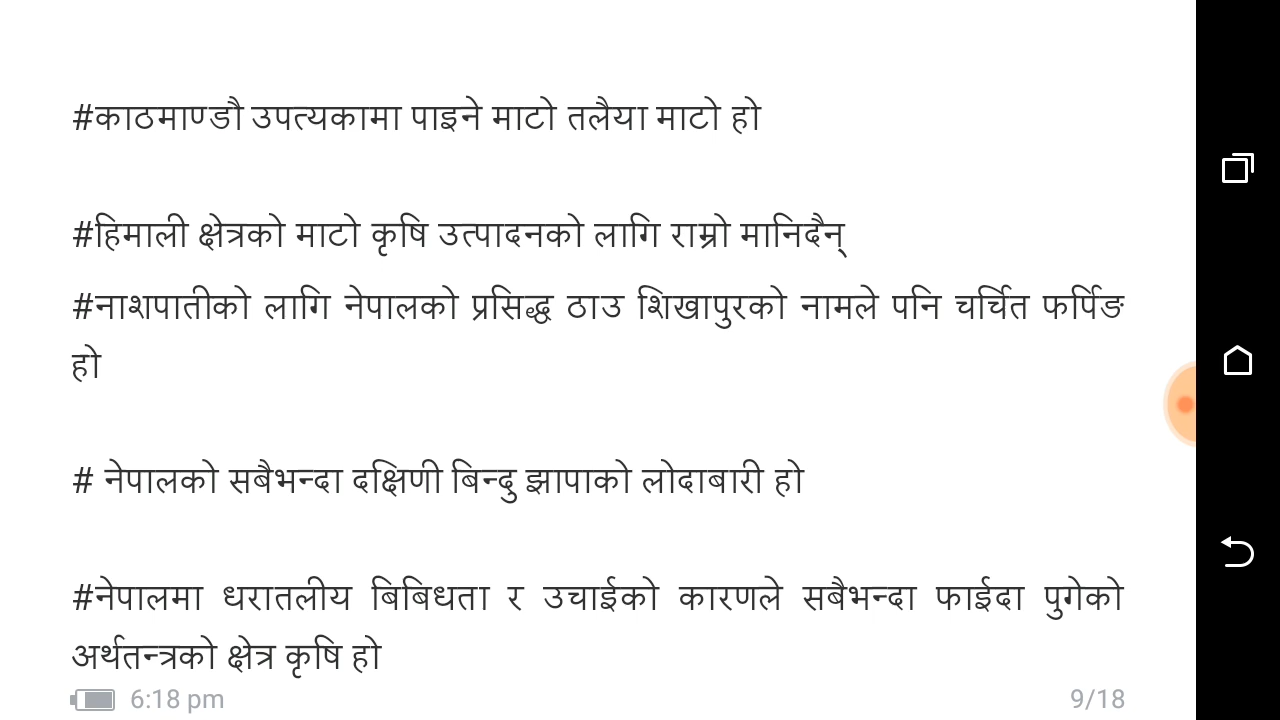 #काठमाण्डौ उपत्यकामा पाइने माटो तलैया माटो हो
#हिमाली क्षेत्रको माटो कृषि उत्पादनको लागि राम्रो मानिदैन्
#नाशपातीको लागि नेपालको प्रसिद्ध ठाउ शिखापुरको नामले पनि चर्चित फर्पिङ
हो
# नेपालको सबैभन्दा दक्षिणी बिन्दु झापाको लोदाबारी हो
#नेपालमा धरातलीय बिबिधता र उचाईको कारणले सबैभन्दा फाईदा पुगेको
अर्थतन्त्रको क्षेत्र कृषि हो
6:18 pm 9/18